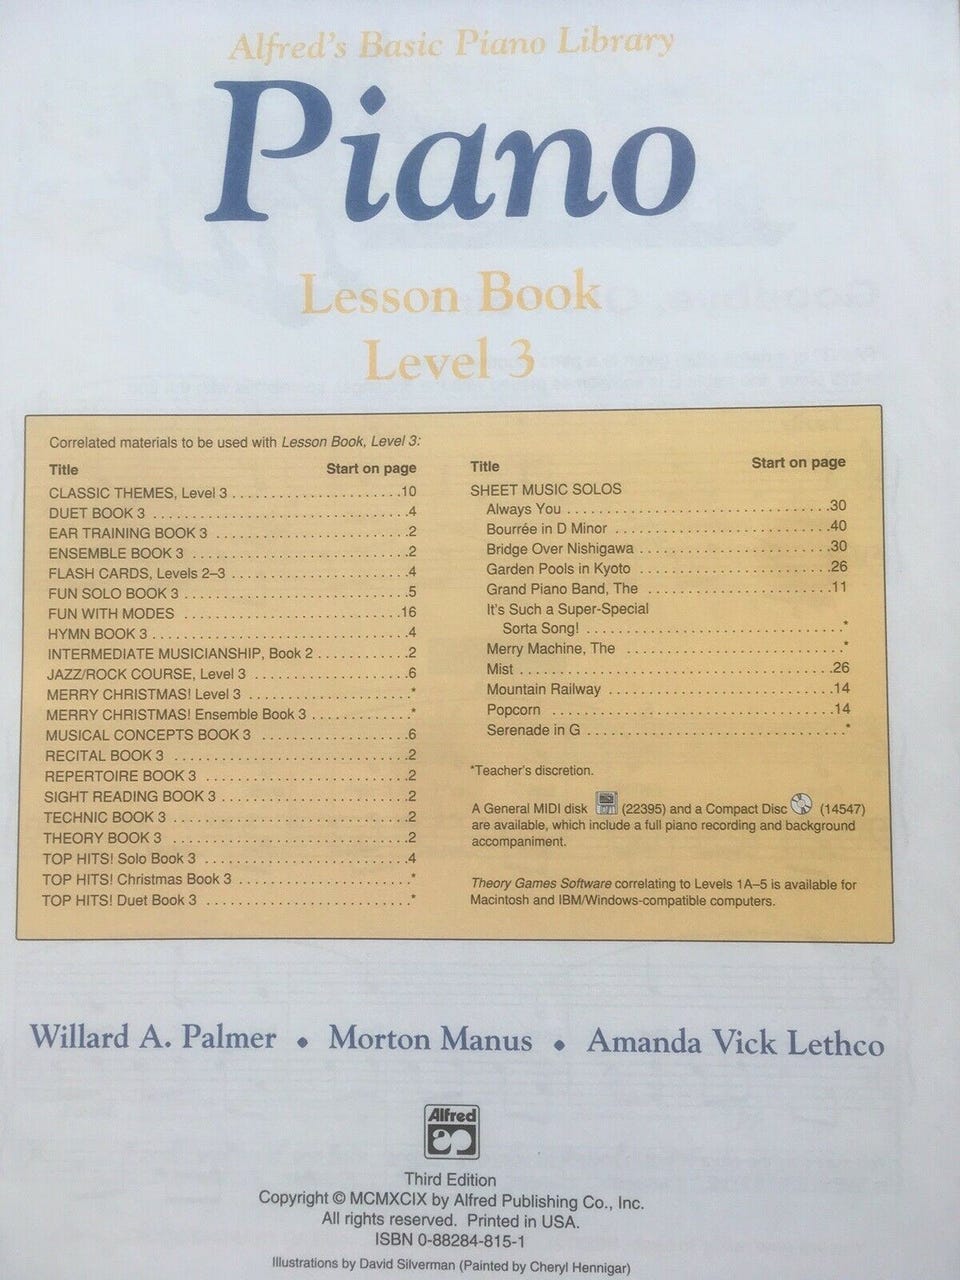 Alfred's Basic Piano Library
Piano
Lesson Book
Level 3
Correlated materials to be used with Lesson Book, Level 3:
Title Start on page
CLASSIC THEMES, Level 3 . . . . . . . . . . . . . . . . . . . . . .10
DUET BOOK 3 . . . . . . . . . . . . . . . . . . . . . . . . . . . . . . . . .4
EAR TRAINING BOOK 3 . . . . . . . . . . . . . . . . . . . . . . . . .2
ENSEMBLE BOOK 3 . . . . . . . . . . . . . . . . . . . . . . . . . . . .2
FLASH CARDS, Levels 2–3 . . . . . . . . . . . . . . . . . . . . . . .4
FUN SOLO BOOK 3 . . . . . . . . . . . . . . . . . . . . . . . . . . . . .5
FUN WITH MODES . . . . . . . . . . . . . . . . . . . . . . . . . . . .16
HYMN BOOK 3 . . . . . . . . . . . . . . . . . . . . . . . . . . . . . . . . .4
INTERMEDIATE MUSICIANSHIP, Book 2 . . . . . . . . . . . .2
JAZZ/ROCK COURSE, Level 3 . . . . . . . . . . . . . . . . . . . . .6
MERRY CHRISTMAS! Level 3 . . . . . . . . . . . . . . . . . . . . .*
MERRY CHRISTMAS! Ensemble Book 3 . . . . . . . . . . . . .*
MUSICAL CONCEPTS BOOK 3 . . . . . . . . . . . . . . . . . . .6
RECITAL BOOK 3 . . . . . . . . . . . . . . . . . . . . . . . . . . . . . .2
REPERTOIRE BOOK 3 . . . . . . . . . . . . . . . . . . . . . . . . . .2
SIGHT READING BOOK 3 . . . . . . . . . . . . . . . . . . . . . . . .2
TECHNIC BOOK 3 . . . . . . . . . . . . . . . . . . . . . . . . . . . . . .2
THEORY BOOK 3 . . . . . . . . . . . . . . . . . . . . . . . . . . . . . . .2
TOP HITS! Solo Book 3 . . . . . . . . . . . . . . . . . . . . . . . . . .4
TOP HITS! Christmas Book 3 . . . . . . . . . . . . . . . . . . . . . .*
TOP HITS! Duet Book 3 . . . . . . . . . . . . . . . . . . . . . . . . . .*
Title Start on page
SHEET MUSIC SOLOS
Always You . . . . . . . . . . . . . . . . . . . . . . . . . . . . . . . . . .30
Bourrée in D Minor . . . . . . . . . . . . . . . . . . . . . . . . . . . .40
Bridge Over Nishigawa . . . . . . . . . . . . . . . . . . . . . . . . .30
Garden Pools in Kyoto . . . . . . . . . . . . . . . . . . . . . . . . .26
Grand Piano Band, The . . . . . . . . . . . . . . . . . . . . . . . .11
It's Such a Super-Special
Sorta Song! . . . . . . . . . . . . . . . . . . . . . . . . . . . . . . . . .*
Merry Machine, The . . . . . . . . . . . . . . . . . . . . . . . . . . . .*
Mist . . . . . . . . . . . . . . . . . . . . . . . . . . . . . . . . . . . . . . . .26
Mountain Railway . . . . . . . . . . . . . . . . . . . . . . . . . . . . .14
Popcorn . . . . . . . . . . . . . . . . . . . . . . . . . . . . . . . . . . . . .14
Serenade in G . . . . . . . . . . . . . . . . . . . . . . . . . . . . . . . . .*
*Teacher's discretion.
A General MIDI disk (22395) and a Compact Disc (14547)
are available, which include a full piano recording and background
accompaniment.
Theory Games Software correlating to Levels 1A–5 is available for
Macintosh and IBM/Windows-compatible computers.
Willard A. Palmer • Morton Manus • Amanda Vick Lethco
Alfred
Third Edition
Copyright © MCMXCIX by Alfred Publishing Co., Inc.
All rights reserved. Printed in USA.
ISBN 0-88284-815-1
Illustrations by David Silverman (Painted by Cheryl Hennigar)